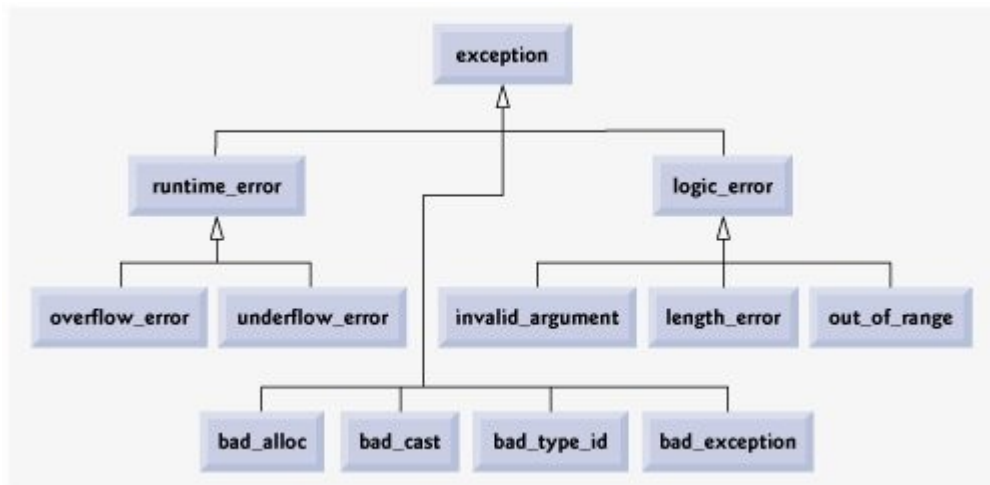 exception
runtime_error
logic_error
overflow_error
underflow_error
invalid_argument
length_error
out_of_range
bad_alloc
bad_cast
bad_type_id
bad_exception